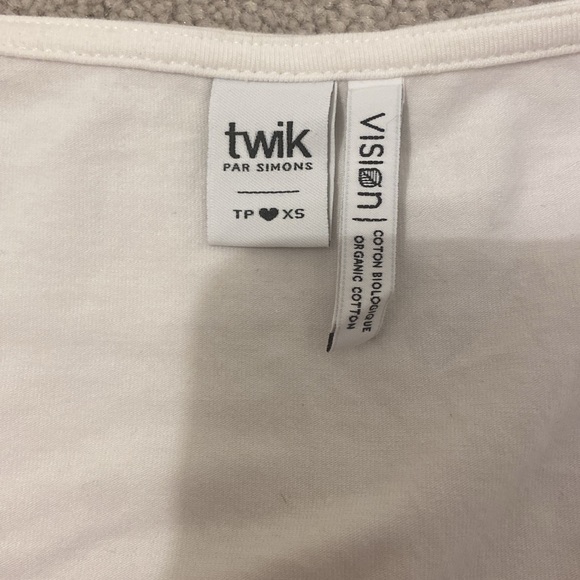 twik
PAR SIMONS
TP ♥ XS
VISION
COTON BIOLOGIQUE
ORGANIC COTTON